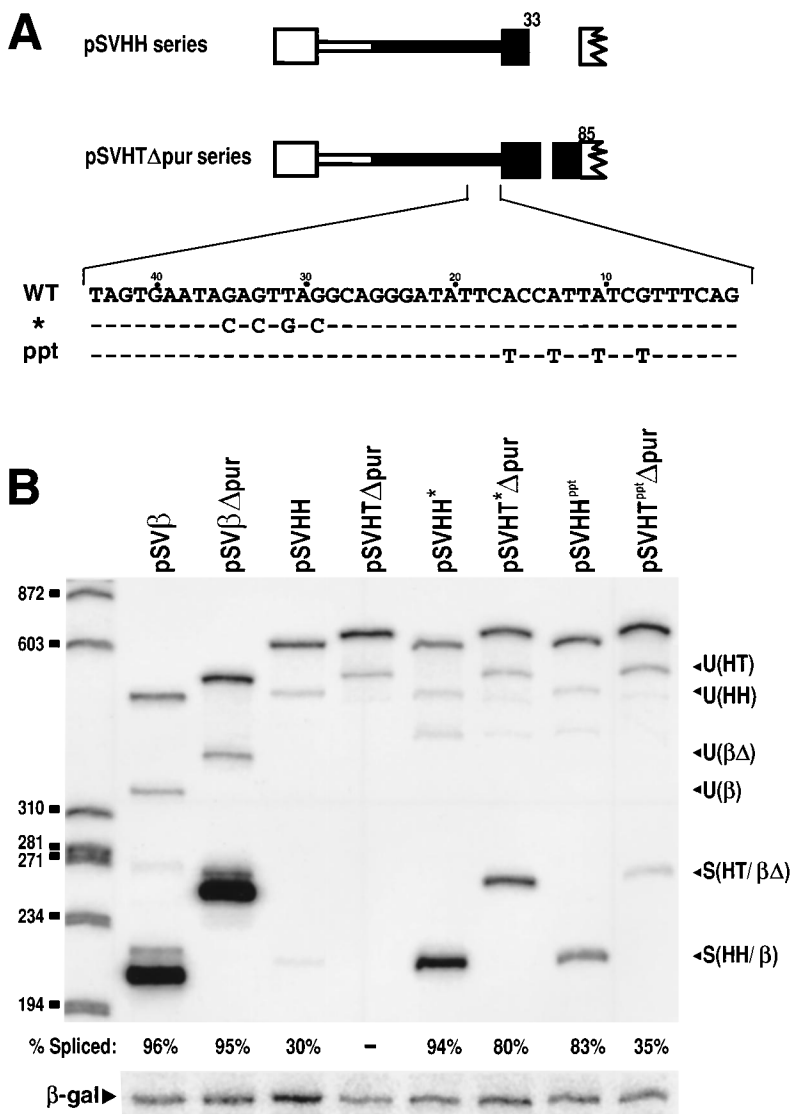 A
pSVHH series
33
pSVHTΔpur series
85
40 30 20 10
WT TAGTGAATAGAGTTAGGCAGGGATATTCACCATTATCGTTTCAG
* ---------C-C-G-C----------------------------
ppt ----------------------------T--T--T--T------
B
pSVβ pSVβΔpur pSVHH pSVHTΔpur pSVHH* pSVHT*Δpur pSVHHppt pSVHTpptΔpur
872
603
U(HT)
U(HH)
U(βΔ)
U(β)
310
281
271
S(HT/βΔ)
234
S(HH/β)
194
% Spliced: 96% 95% 30% – 94% 80% 83% 35%
β-gal